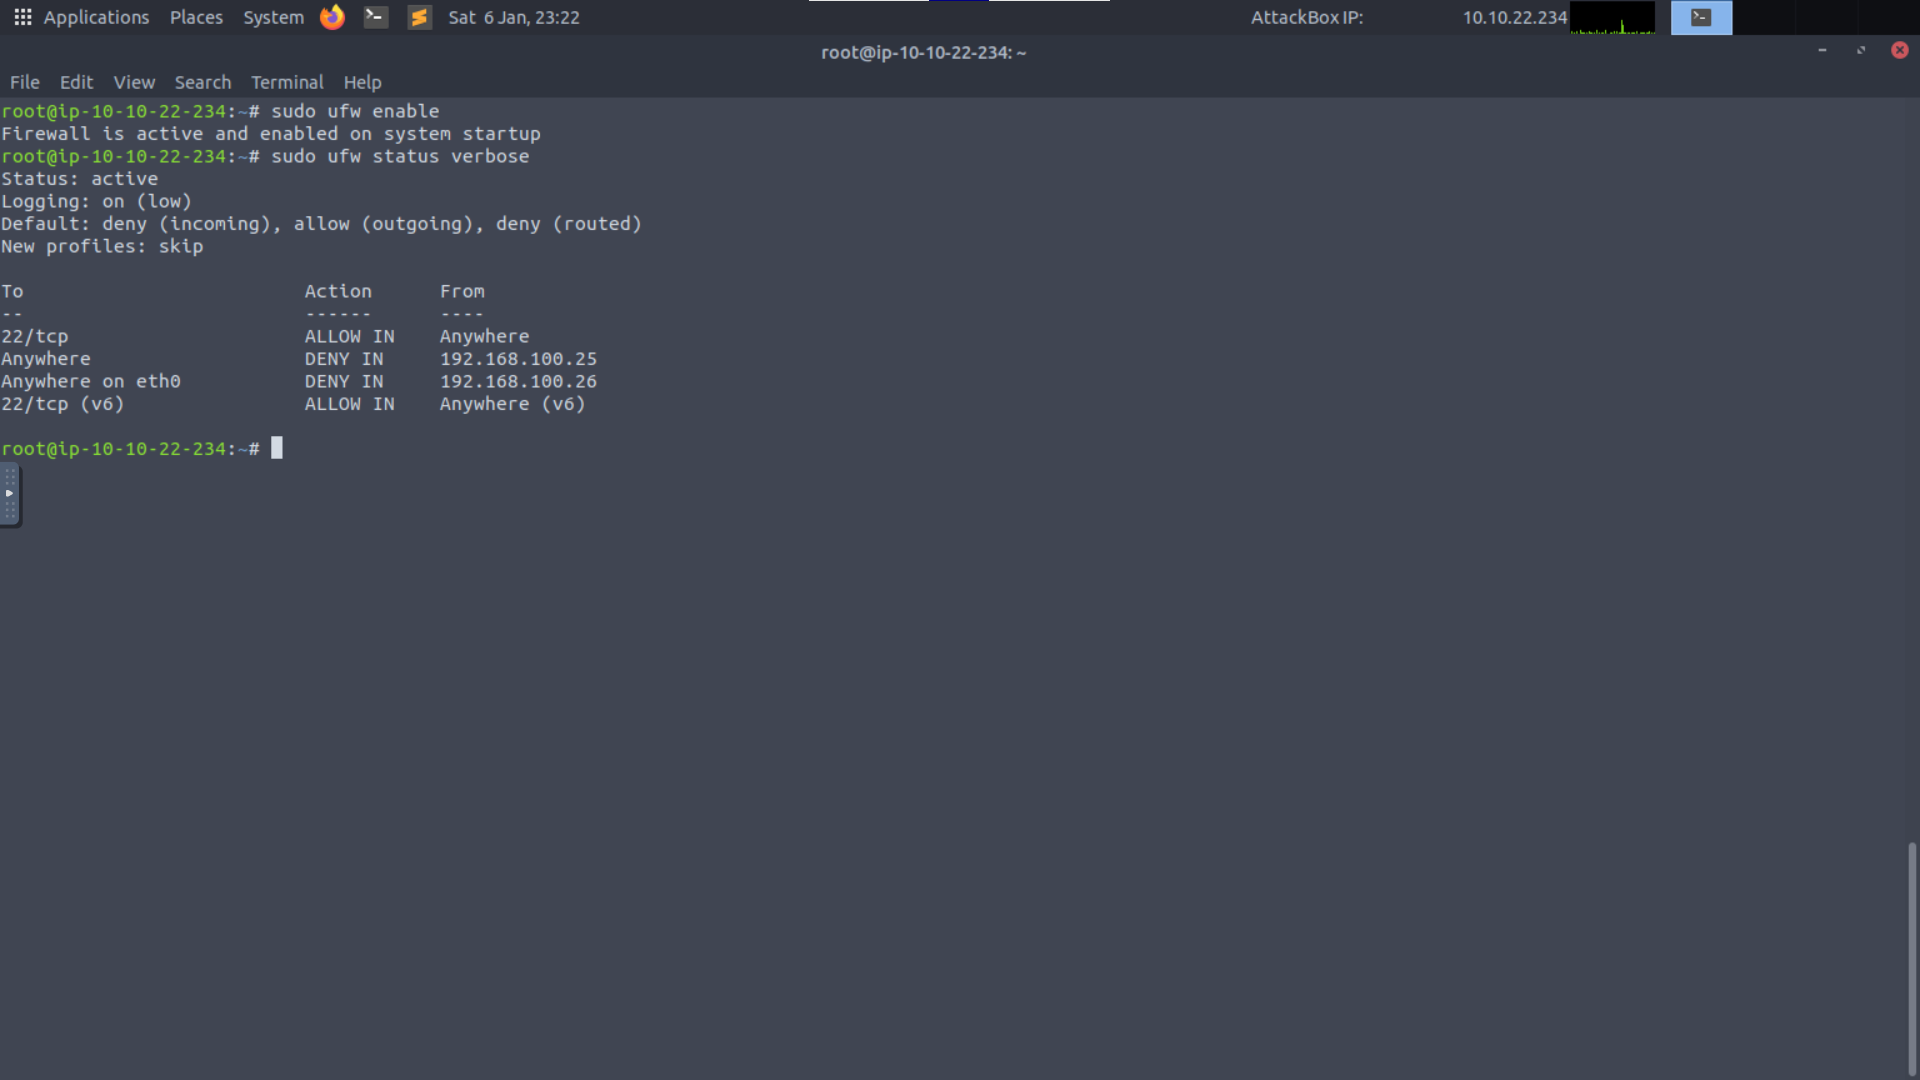 Applications Places System Sat 6 Jan, 23:22 AttackBox IP: 10.10.22.234
root@ip-10-10-22-234: ~
File Edit View Search Terminal Help
root@ip-10-10-22-234:~# sudo ufw enable
Firewall is active and enabled on system startup
root@ip-10-10-22-234:~# sudo ufw status verbose
Status: active
Logging: on (low)
Default: deny (incoming), allow (outgoing), deny (routed)
New profiles: skip
To Action From
-- ------ ----
22/tcp ALLOW IN Anywhere
Anywhere DENY IN 192.168.100.25
Anywhere on eth0 DENY IN 192.168.100.26
22/tcp (v6) ALLOW IN Anywhere (v6)
root@ip-10-10-22-234:~#